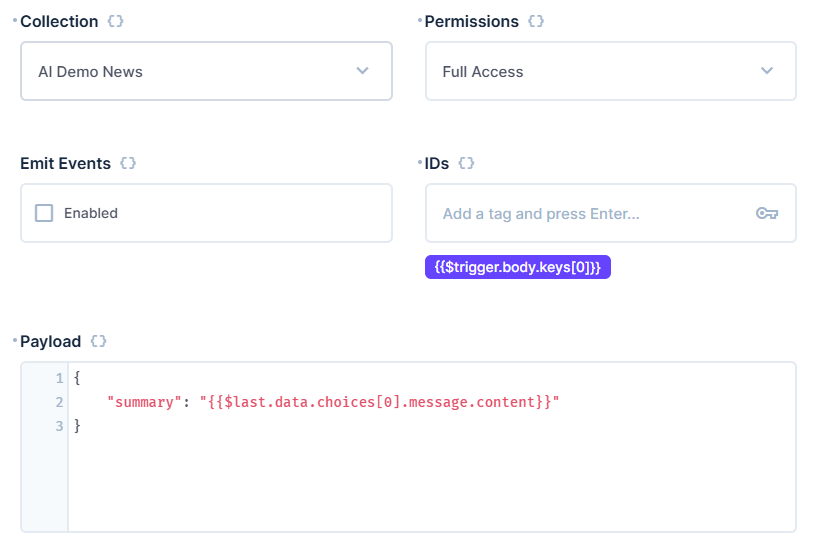 Collection {}
Permissions {}
AI Demo News
Full Access
Emit Events {}
IDs {}
Enabled
Add a tag and press Enter...
{{$trigger.body.keys[0]}}
Payload {}
1 {
2 "summary": "{{$last.data.choices[0].message.content}}"
3 }